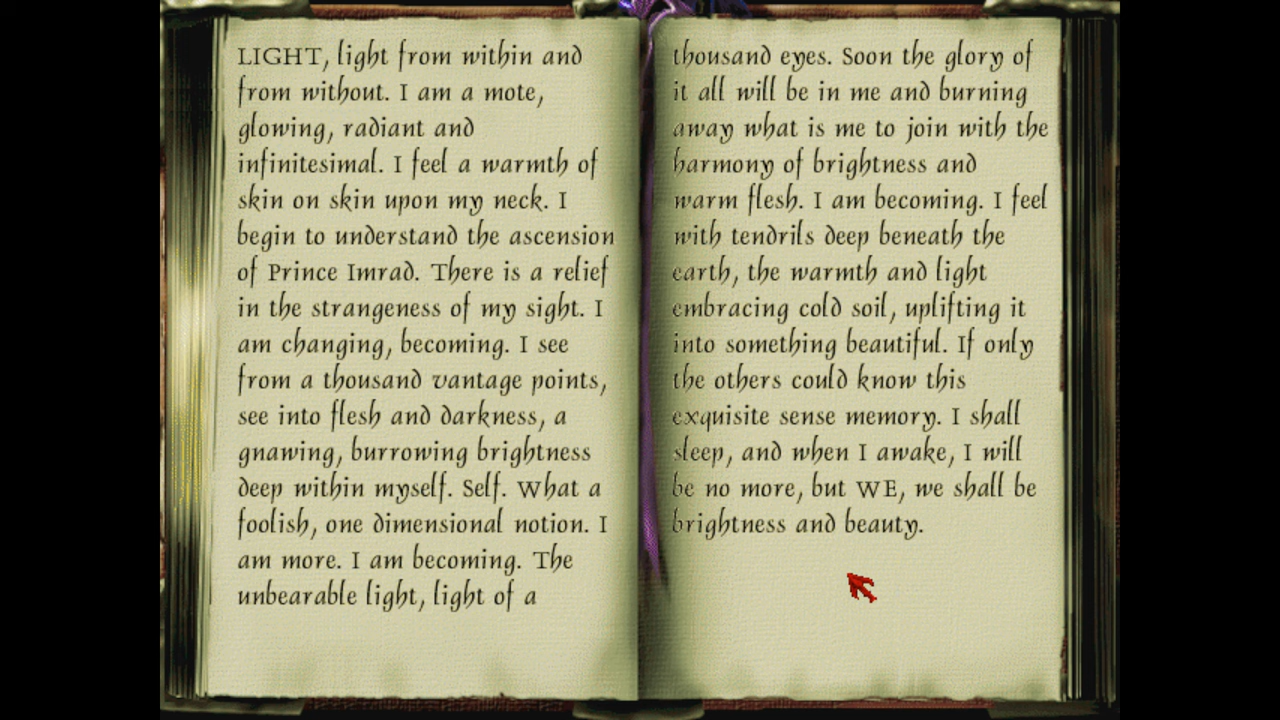 LIGHT, light from within and
from without. I am a mote,
glowing, radiant and
infinitesimal. I feel a warmth of
skin on skin upon my neck. I
begin to understand the ascension
of Prince Imrad. There is a relief
in the strangeness of my sight. I
am changing, becoming. I see
from a thousand vantage points,
see into flesh and darkness, a
gnawing, burrowing brightness
deep within myself. Self. What a
foolish, one dimensional notion. I
am more. I am becoming. The
unbearable light, light of a
thousand eyes. Soon the glory of
it all will be in me and burning
away what is me to join with the
harmony of brightness and
warm flesh. I am becoming. I feel
with tendrils deep beneath the
earth, the warmth and light
embracing cold soil, uplifting it
into something beautiful. If only
the others could know this
exquisite sense memory. I shall
sleep, and when I awake, I will
be no more, but WE, we shall be
brightness and beauty.